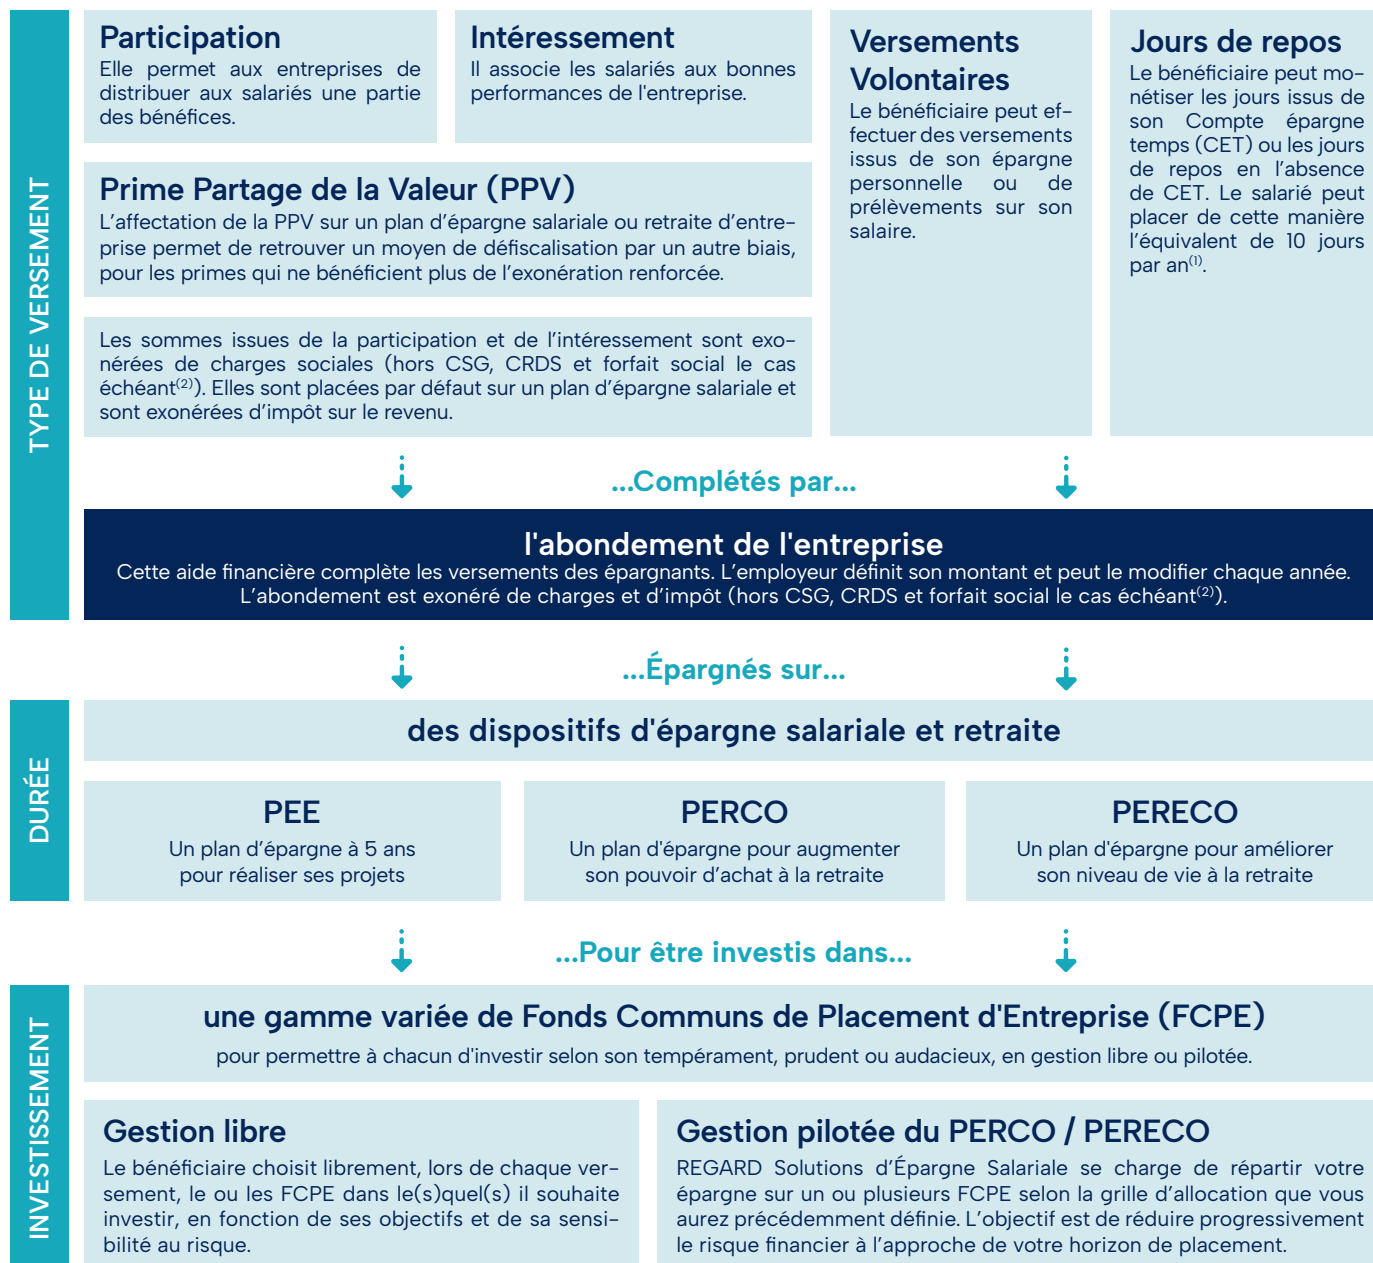 TYPE DE VERSEMENT
Participation
Elle permet aux entreprises de
distribuer aux salariés une partie
des bénéfices.
Intéressement
Il associe les salariés aux bonnes
performances de l'entreprise.
Versements
Volontaires
Le bénéficiaire peut ef-
fectuer des versements
issus de son épargne
personnelle ou de
prélèvements sur son
salaire.
Jours de repos
Le bénéficiaire peut mo-
nétiser les jours issus de
son Compte épargne
temps (CET) ou les jours
de repos en l’absence
de CET. Le salarié peut
placer de cette manière
l’équivalent de 10 jours
par an(1).
Prime Partage de la Valeur (PPV)
L’affectation de la PPV sur un plan d’épargne salariale ou retraite d’entre-
prise permet de retrouver un moyen de défiscalisation par un autre biais,
pour les primes qui ne bénéficient plus de l’exonération renforcée.
Les sommes issues de la participation et de l’intéressement sont exo-
nérées de charges sociales (hors CSG, CRDS et forfait social le cas
échéant(2)). Elles sont placées par défaut sur un plan d’épargne salariale et
sont exonérées d’impôt sur le revenu.
...Complétés par...
l'abondement de l'entreprise
Cette aide financière complète les versements des épargnants. L’employeur définit son montant et peut le modifier chaque année.
L’abondement est exonéré de charges et d’impôt (hors CSG, CRDS et forfait social le cas échéant(2)).
...Épargnés sur...
DURÉE
des dispositifs d'épargne salariale et retraite
PEE
Un plan d’épargne à 5 ans
pour réaliser ses projets
PERCO
Un plan d'épargne pour augmenter
son pouvoir d’achat à la retraite
PERECO
Un plan d'épargne pour améliorer
son niveau de vie à la retraite
...Pour être investis dans...
INVESTISSEMENT
une gamme variée de Fonds Communs de Placement d'Entreprise (FCPE)
pour permettre à chacun d'investir selon son tempérament, prudent ou audacieux, en gestion libre ou pilotée.
Gestion libre
Le bénéficiaire choisit librement, lors de chaque ver-
sement, le ou les FCPE dans le(s)quel(s) il souhaite
investir, en fonction de ses objectifs et de sa sensi-
bilité au risque.
Gestion pilotée du PERCO / PERECO
REGARD Solutions d’Épargne Salariale se charge de répartir votre
épargne sur un ou plusieurs FCPE selon la grille d’allocation que vous
aurez précédemment définie. L’objectif est de réduire progressivement
le risque financier à l’approche de votre horizon de placement.